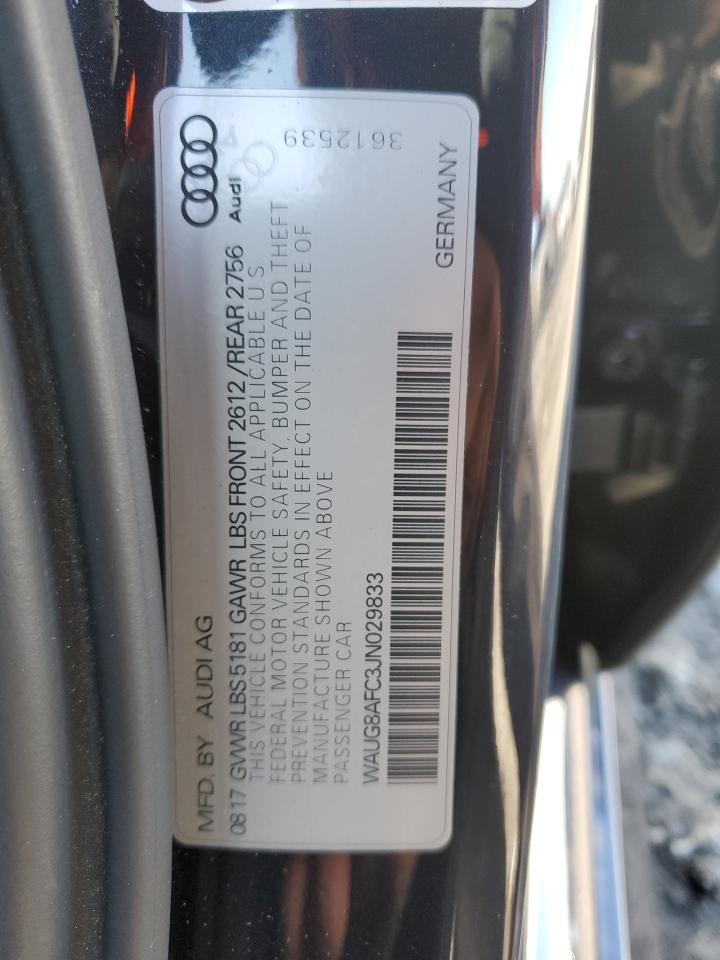 MFD. BY AUDI AG
Audi
08 17 GVWR LBS 5181 GAWR LBS FRONT 2612 /REAR 2756
THIS VEHICLE CONFORMS TO ALL APPLICABLE U.S.
FEDERAL MOTOR VEHICLE SAFETY, BUMPER AND THEFT
PREVENTION STANDARDS IN EFFECT ON THE DATE OF
MANUFACTURE SHOWN ABOVE
PASSENGER CAR
WAUG8AFC3JN029833
GERMANY
3612539